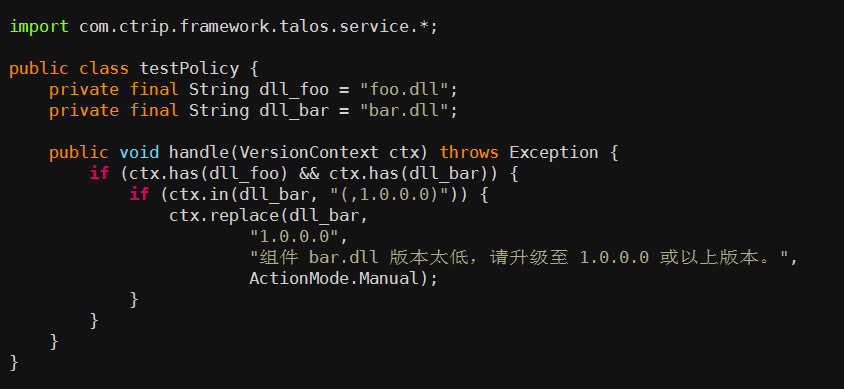 import com.ctrip.framework.talos.service.*;
public class testPolicy {
private final String dll_foo = "foo.dll";
private final String dll_bar = "bar.dll";
public void handle(VersionContext ctx) throws Exception {
if (ctx.has(dll_foo) && ctx.has(dll_bar)) {
if (ctx.in(dll_bar, "(,1.0.0.0)")) {
ctx.replace(dll_bar,
"1.0.0.0",
"组件 bar.dll 版本太低，请升级至 1.0.0.0 或以上版本。",
ActionMode.Manual);
}
}
}
}